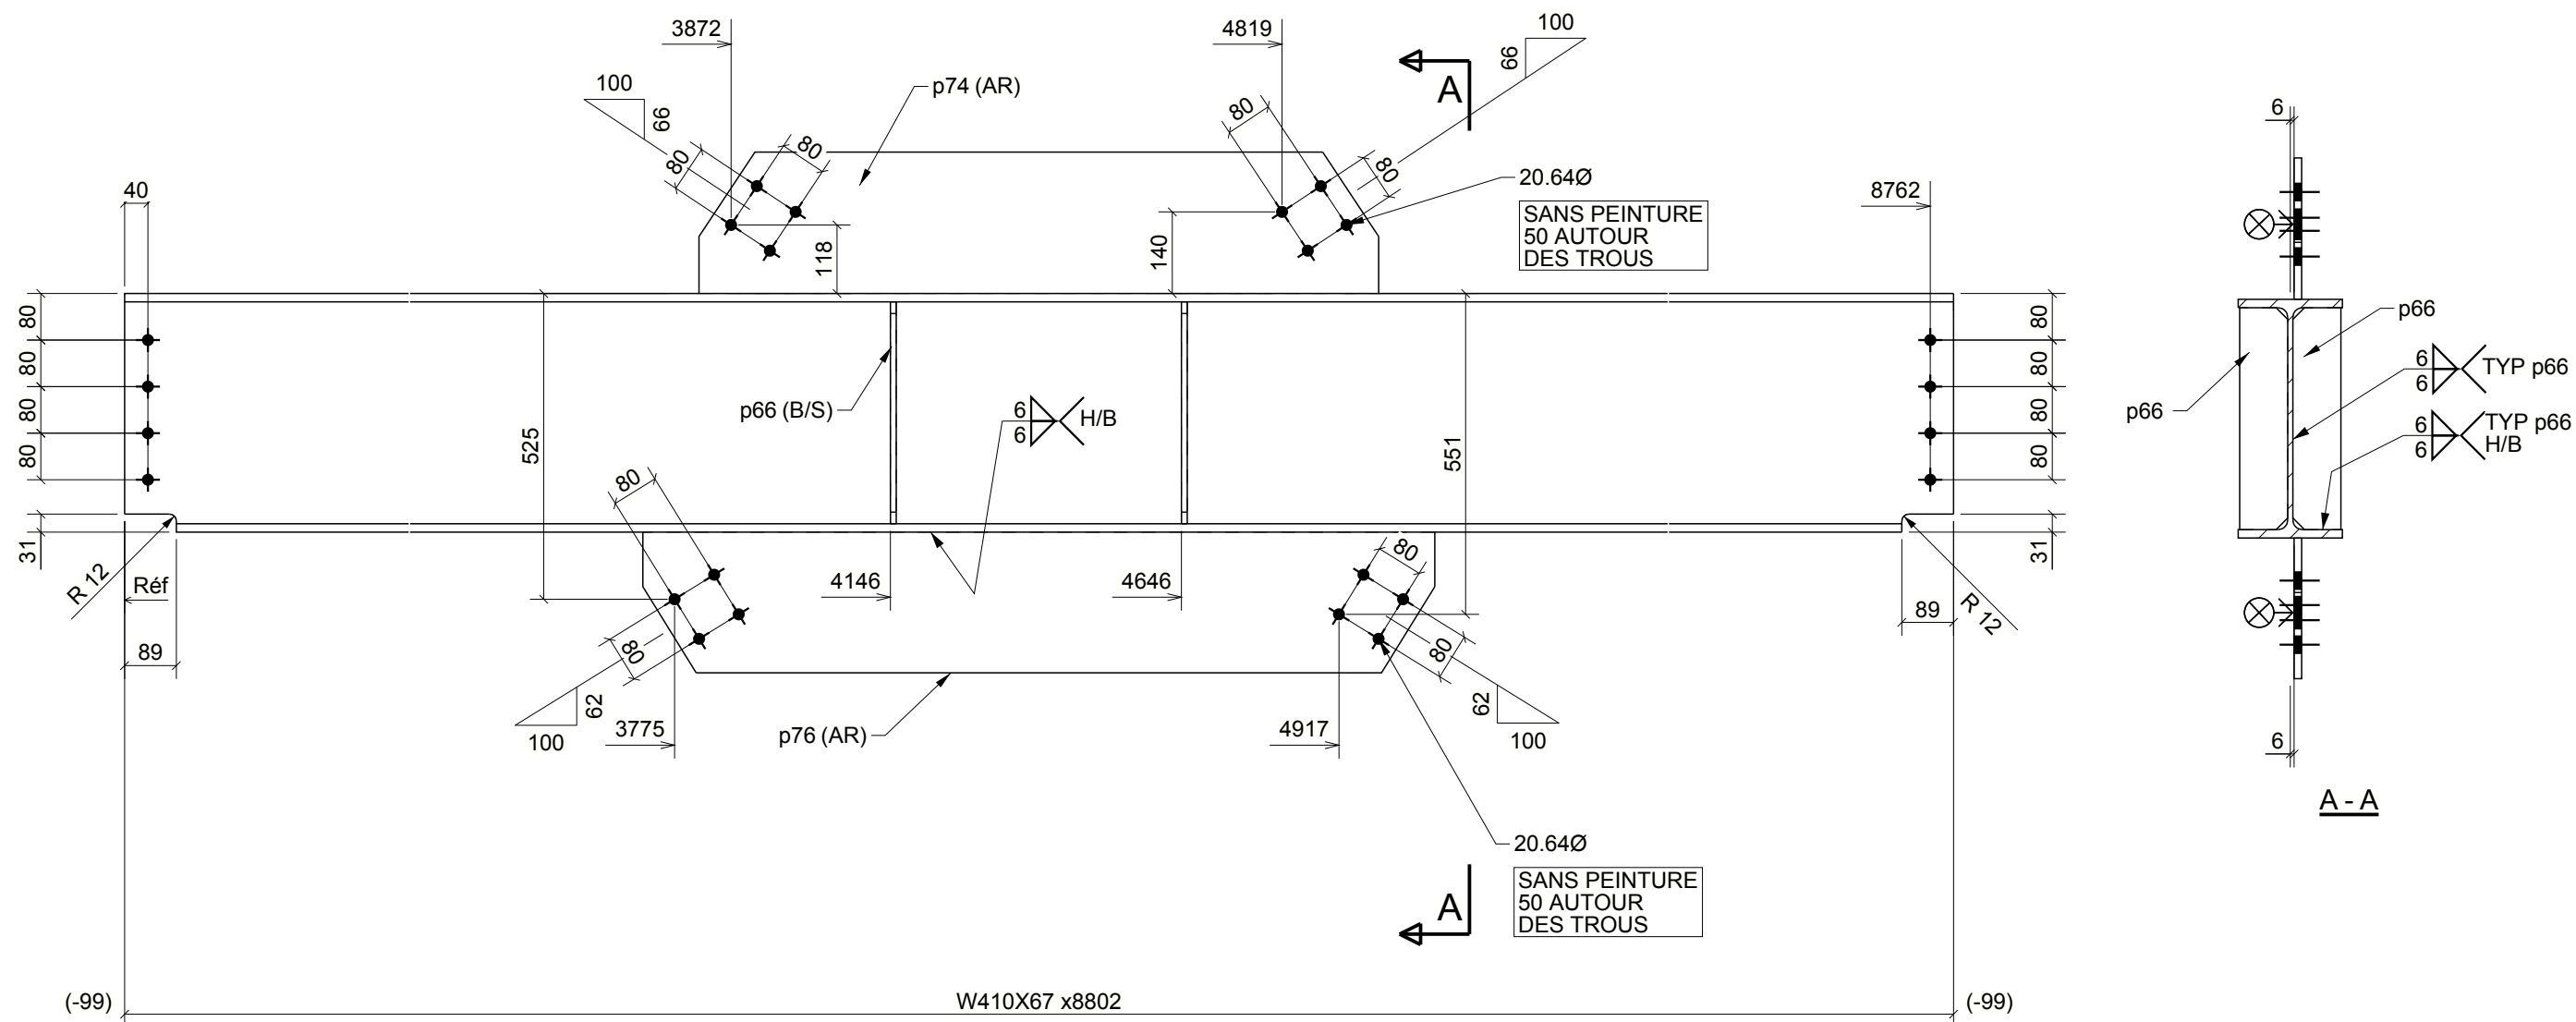 3872
4819
100
66
100
66
p74 (AR)
A
6
80
80
80
80
80
20.64Ø
SANS PEINTURE
50 AUTOUR
DES TROUS
40
8762
118
140
80
80
80
80
80
80
80
80
p66
6
6
TYP p66
p66
6
6
TYP p66
H/B
p66 (B/S)
6
6
H/B
525
551
80
80
31
31
R 12
Réf
4146
4646
R 12
89
89
80
80
62
100
62
100
3775
p76 (AR)
4917
6
A - A
20.64Ø
SANS PEINTURE
50 AUTOUR
DES TROUS
A
(-99)
W410X67 x8802
(-99)